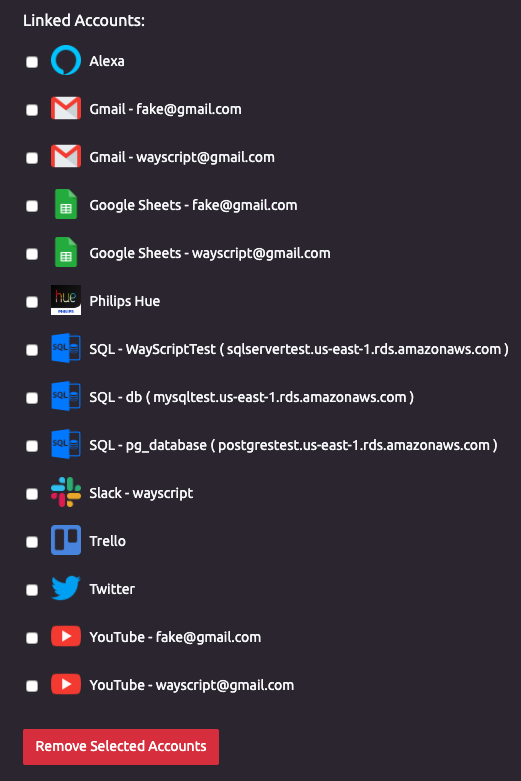 Linked Accounts:
Alexa
Gmail - fake@gmail.com
Gmail - wayscript@gmail.com
Google Sheets - fake@gmail.com
Google Sheets - wayscript@gmail.com
hue
PHILIPS
Philips Hue
SQL
SQL - WayScriptTest ( sqlservertest.us-east-1.rds.amazonaws.com )
SQL
SQL - db ( mysqltest.us-east-1.rds.amazonaws.com )
SQL
SQL - pg_database ( postgrestest.us-east-1.rds.amazonaws.com )
Slack - wayscript
Trello
Twitter
YouTube - fake@gmail.com
YouTube - wayscript@gmail.com
Remove Selected Accounts